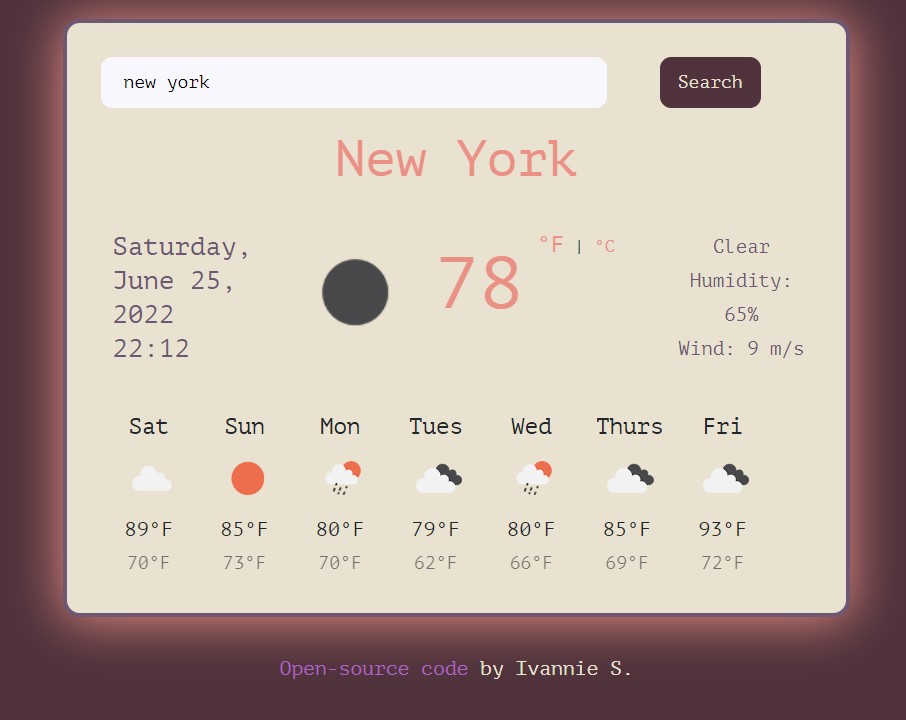 new york
Search
New York
Saturday,
June 25,
2022
22:12
78
°F | °C
Clear
Humidity:
65%
Wind: 9 m/s
Sat Sun Mon Tues Wed Thurs Fri
89°F 85°F 80°F 79°F 80°F 85°F 93°F
70°F 73°F 70°F 62°F 66°F 69°F 72°F
Open-source code by Ivannie S.